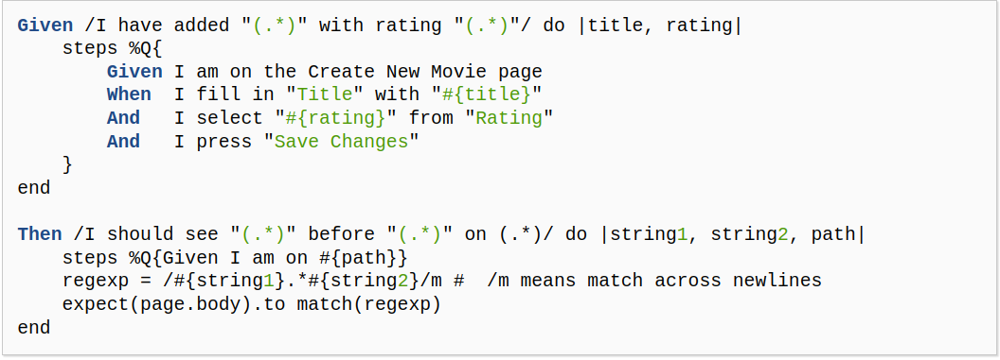 Given /I have added "(.*)" with rating "(.*)"/ do |title, rating|
    steps %Q{
        Given I am on the Create New Movie page
        When  I fill in "Title" with "#{title}"
        And   I select "#{rating}" from "Rating"
        And   I press "Save Changes"
    }
end

Then /I should see "(.*)" before "(.*)" on (.*)/ do |string1, string2, path|
    steps %Q{Given I am on #{path}}
    regexp = /#{string1}.*#{string2}/m #  /m means match across newlines
    expect(page.body).to match(regexp)
end